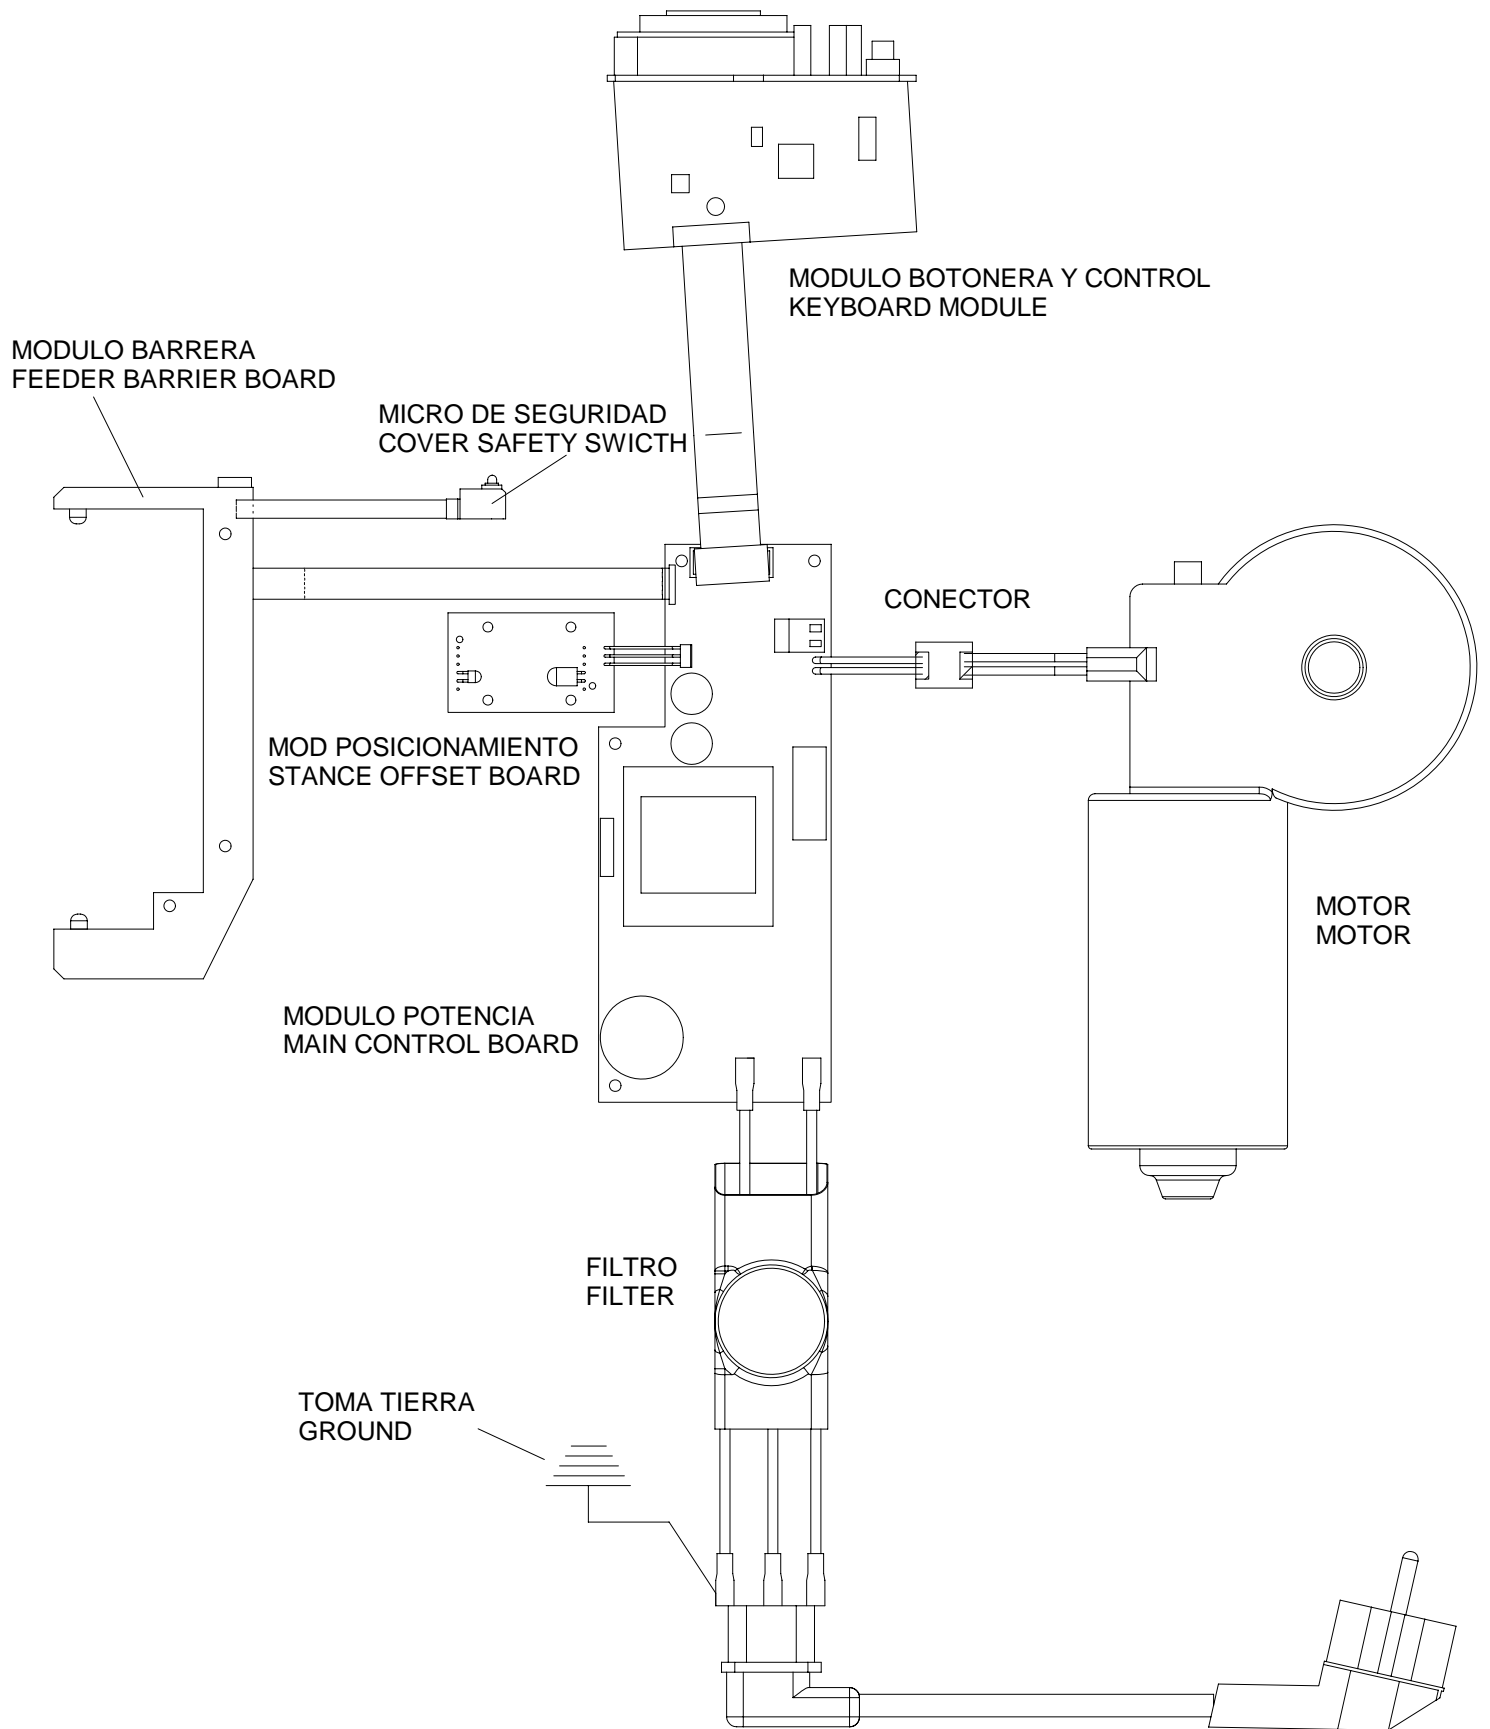 MODULO BOTONERA Y CONTROL
KEYBOARD MODULE
MODULO BARRERA
FEEDER BARRIER BOARD
MICRO DE SEGURIDAD
COVER SAFETY SWICTH
CONECTOR
MOD POSICIONAMIENTO
STANCE OFFSET BOARD
MOTOR
MOTOR
MODULO POTENCIA
MAIN CONTROL BOARD
FILTRO
FILTER
TOMA TIERRA
GROUND